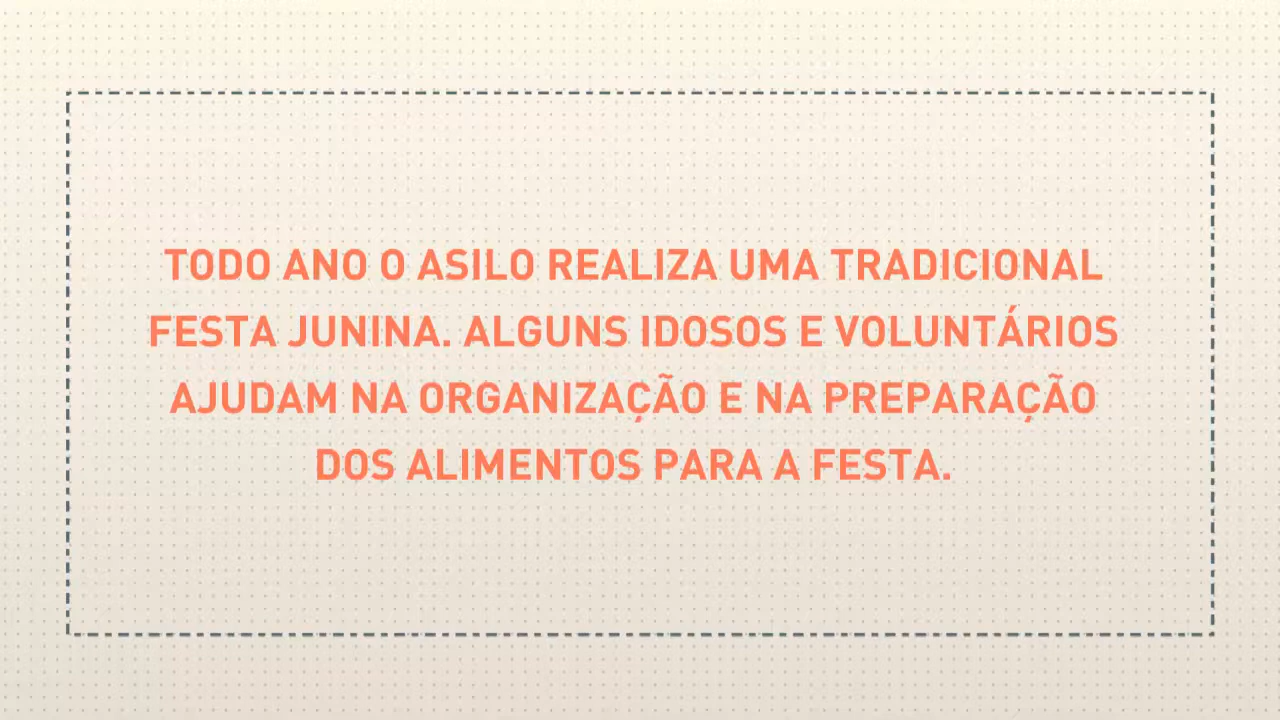 TODO ANO O ASILO REALIZA UMA TRADICIONAL
FESTA JUNINA. ALGUNS IDOSOS E VOLUNTÁRIOS
AJUDAM NA ORGANIZAÇÃO E NA PREPARAÇÃO
DOS ALIMENTOS PARA A FESTA.